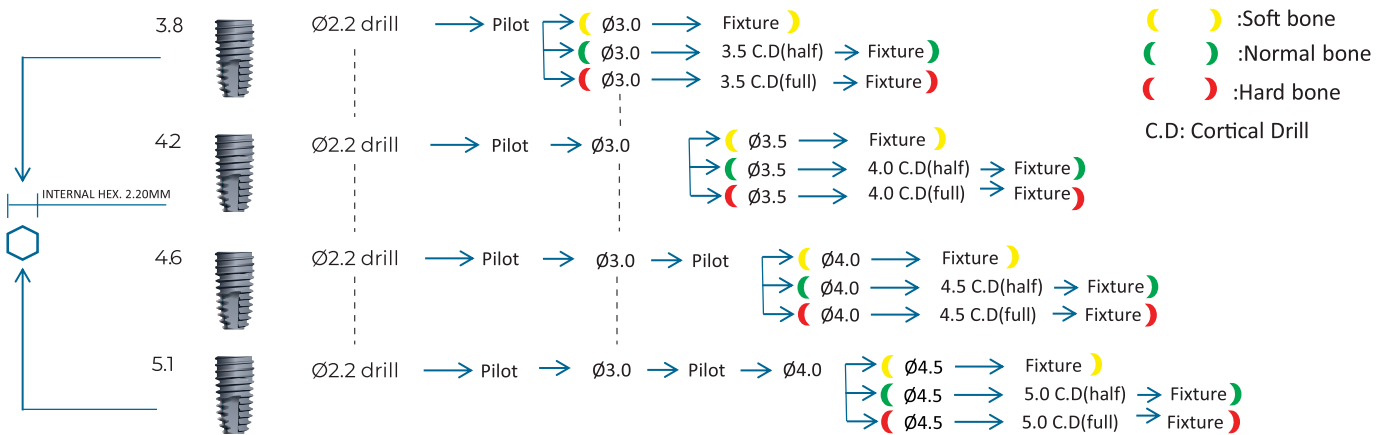 3.8 Ø2.2 drill Pilot Ø3.0 Fixture
Ø3.0 3.5 C.D(half) Fixture
Ø3.0 3.5 C.D(full) Fixture
:Soft bone
:Normal bone
:Hard bone
C.D: Cortical Drill
4.2 Ø2.2 drill Pilot Ø3.0 Ø3.5 Fixture
Ø3.5 4.0 C.D(half) Fixture
Ø3.5 4.0 C.D(full) Fixture
INTERNAL HEX. 2.20MM
4.6 Ø2.2 drill Pilot Ø3.0 Pilot Ø4.0 Fixture
Ø4.0 4.5 C.D(half) Fixture
Ø4.0 4.5 C.D(full) Fixture
5.1 Ø2.2 drill Pilot Ø3.0 Pilot Ø4.0 Ø4.5 Fixture
Ø4.5 5.0 C.D(half) Fixture
Ø4.5 5.0 C.D(full) Fixture